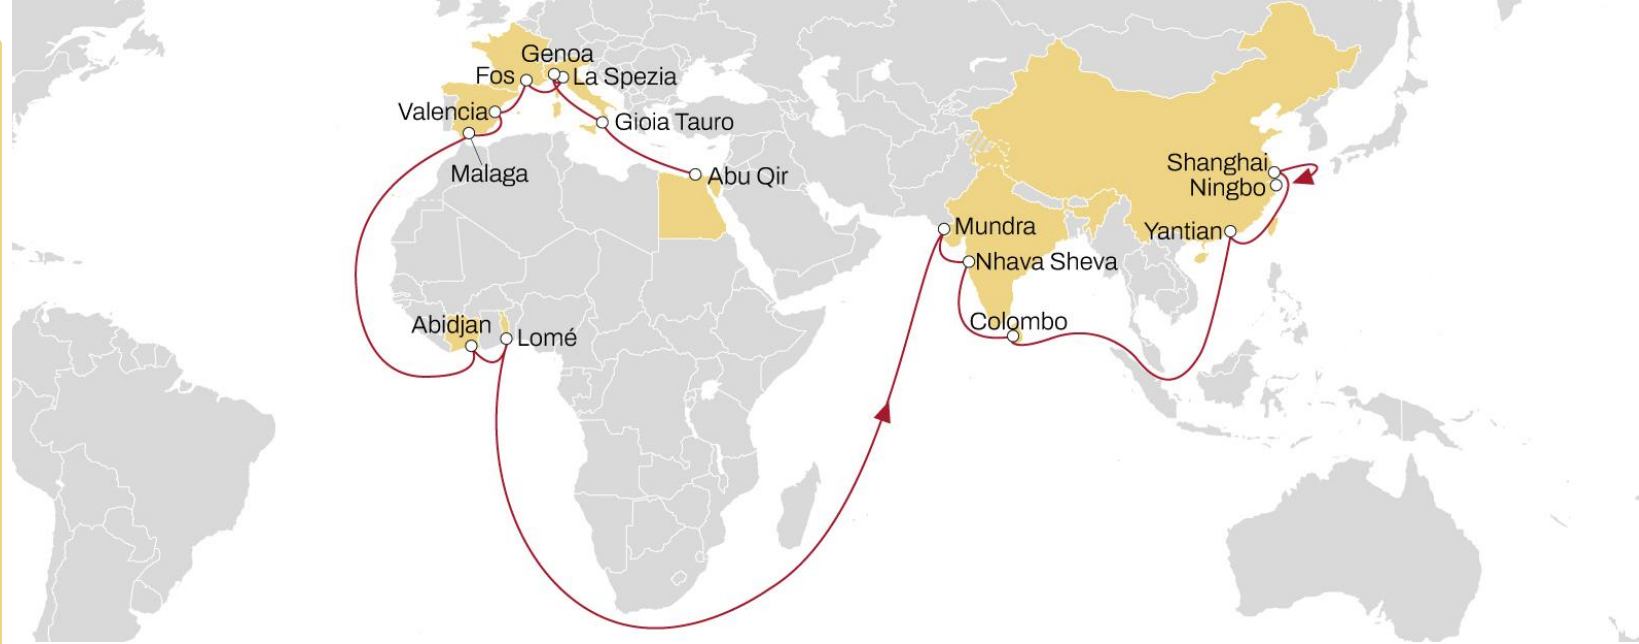 Genoa
Fos
La Spezia
Valencia
Gioia Tauro
Malaga
Abu Qir
Shanghai
Ningbo
Mundra
Yantian
Nhava Sheva
Abidjan
Colombo
Lomé